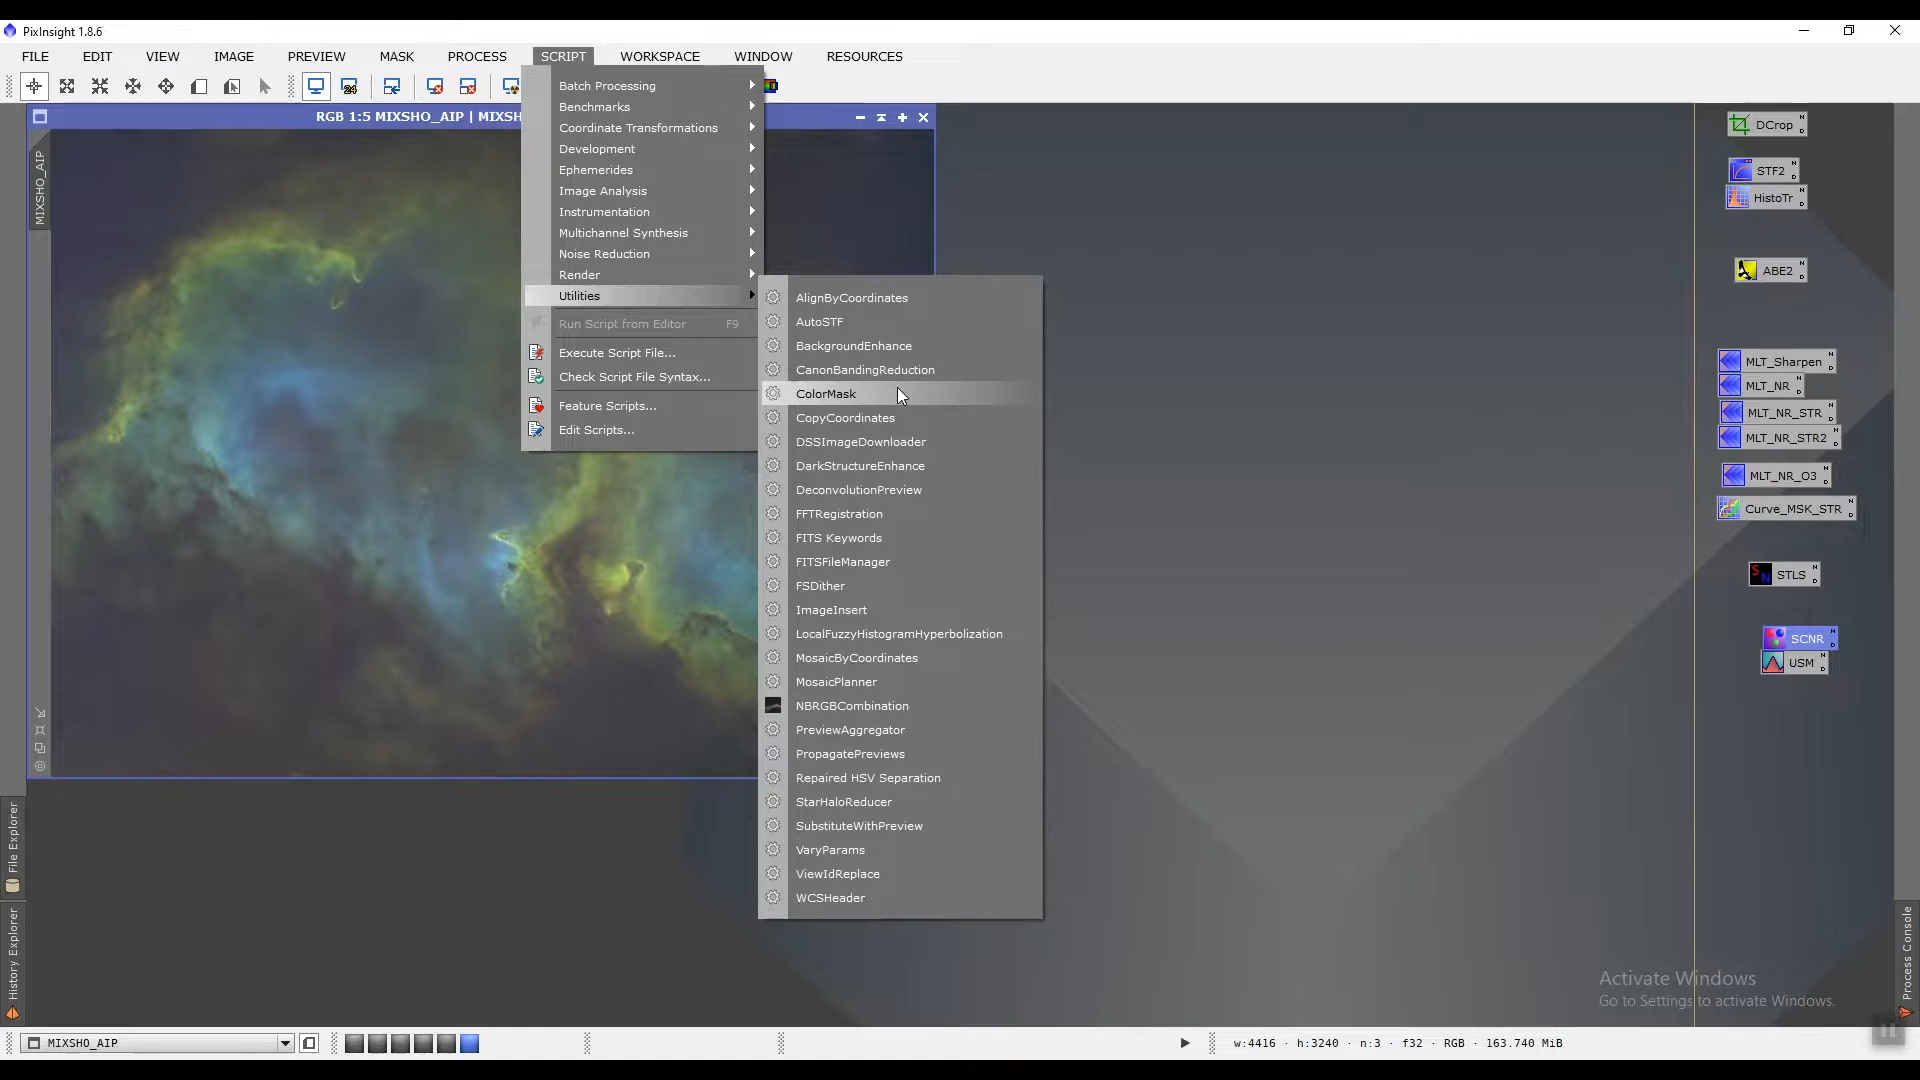 PixInsight 1.8.6
FILE EDIT VIEW IMAGE PREVIEW MASK PROCESS SCRIPT WORKSPACE WINDOW RESOURCES
24
RGB 1:5 MIXSHO_AIP | MIXSH
MIXSHO_AIP
Batch Processing
Benchmarks
Coordinate Transformations
Development
Ephemerides
Image Analysis
Instrumentation
Multichannel Synthesis
Noise Reduction
Render
Utilities
Run Script from Editor F9
Execute Script File...
Check Script File Syntax...
Feature Scripts...
Edit Scripts...
AlignByCoordinates
AutoSTF
BackgroundEnhance
CanonBandingReduction
ColorMask
CopyCoordinates
DSSImageDownloader
DarkStructureEnhance
DeconvolutionPreview
FFTRegistration
FITS Keywords
FITSFileManager
FSDither
ImageInsert
LocalFuzzyHistogramHyperbolization
MosaicByCoordinates
MosaicPlanner
NBRGBCombination
PreviewAggregator
PropagatePreviews
Repaired HSV Separation
StarHaloReducer
SubstituteWithPreview
VaryParams
ViewIdReplace
WCSHeader
DCrop N D
STF2 N D
HistoTr N D
ABE2 N D
MLT_Sharpen N D
MLT_NR N D
MLT_NR_STR N D
MLT_NR_STR2 N D
MLT_NR_O3 N D
Curve_MSK_STR N D
S N STLS N D
SCNR N D
USM N D
File Explorer
History Explorer
Process Console
Activate Windows
Go to Settings to activate Windows.
MIXSHO_AIP
w:4416 · h:3240 · n:3 · f32 · RGB · 163.740 MiB